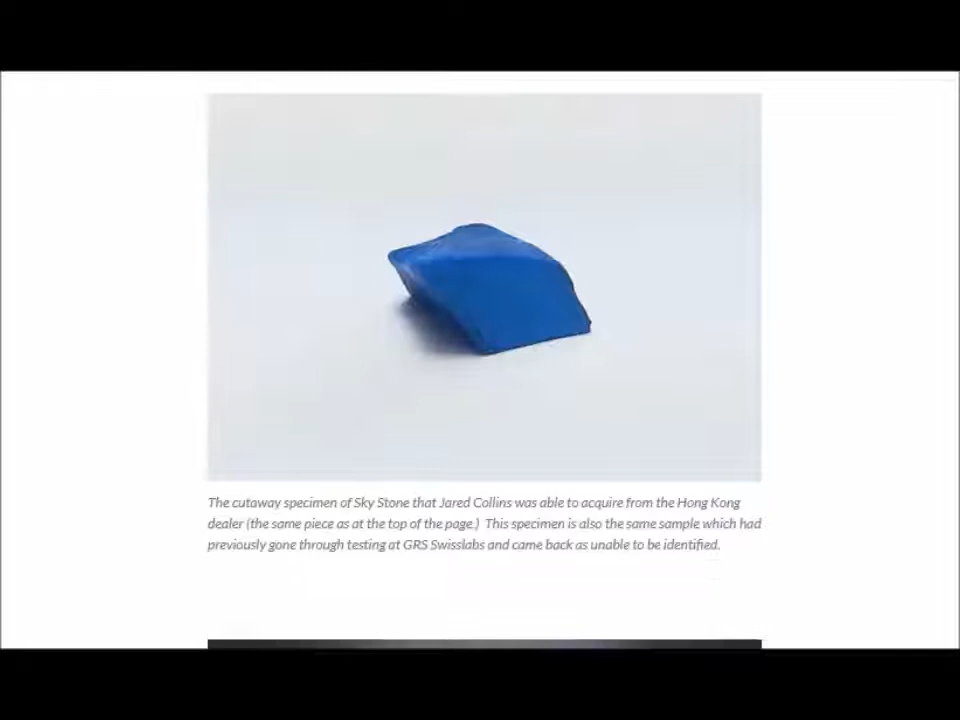 The cutaway specimen of Sky Stone that Jared Collins was able to acquire from the Hong Kong
dealer (the same piece as at the top of the page.)  This specimen is also the same sample which had
previously gone through testing at GRS Swisslabs and came back as unable to be identified.